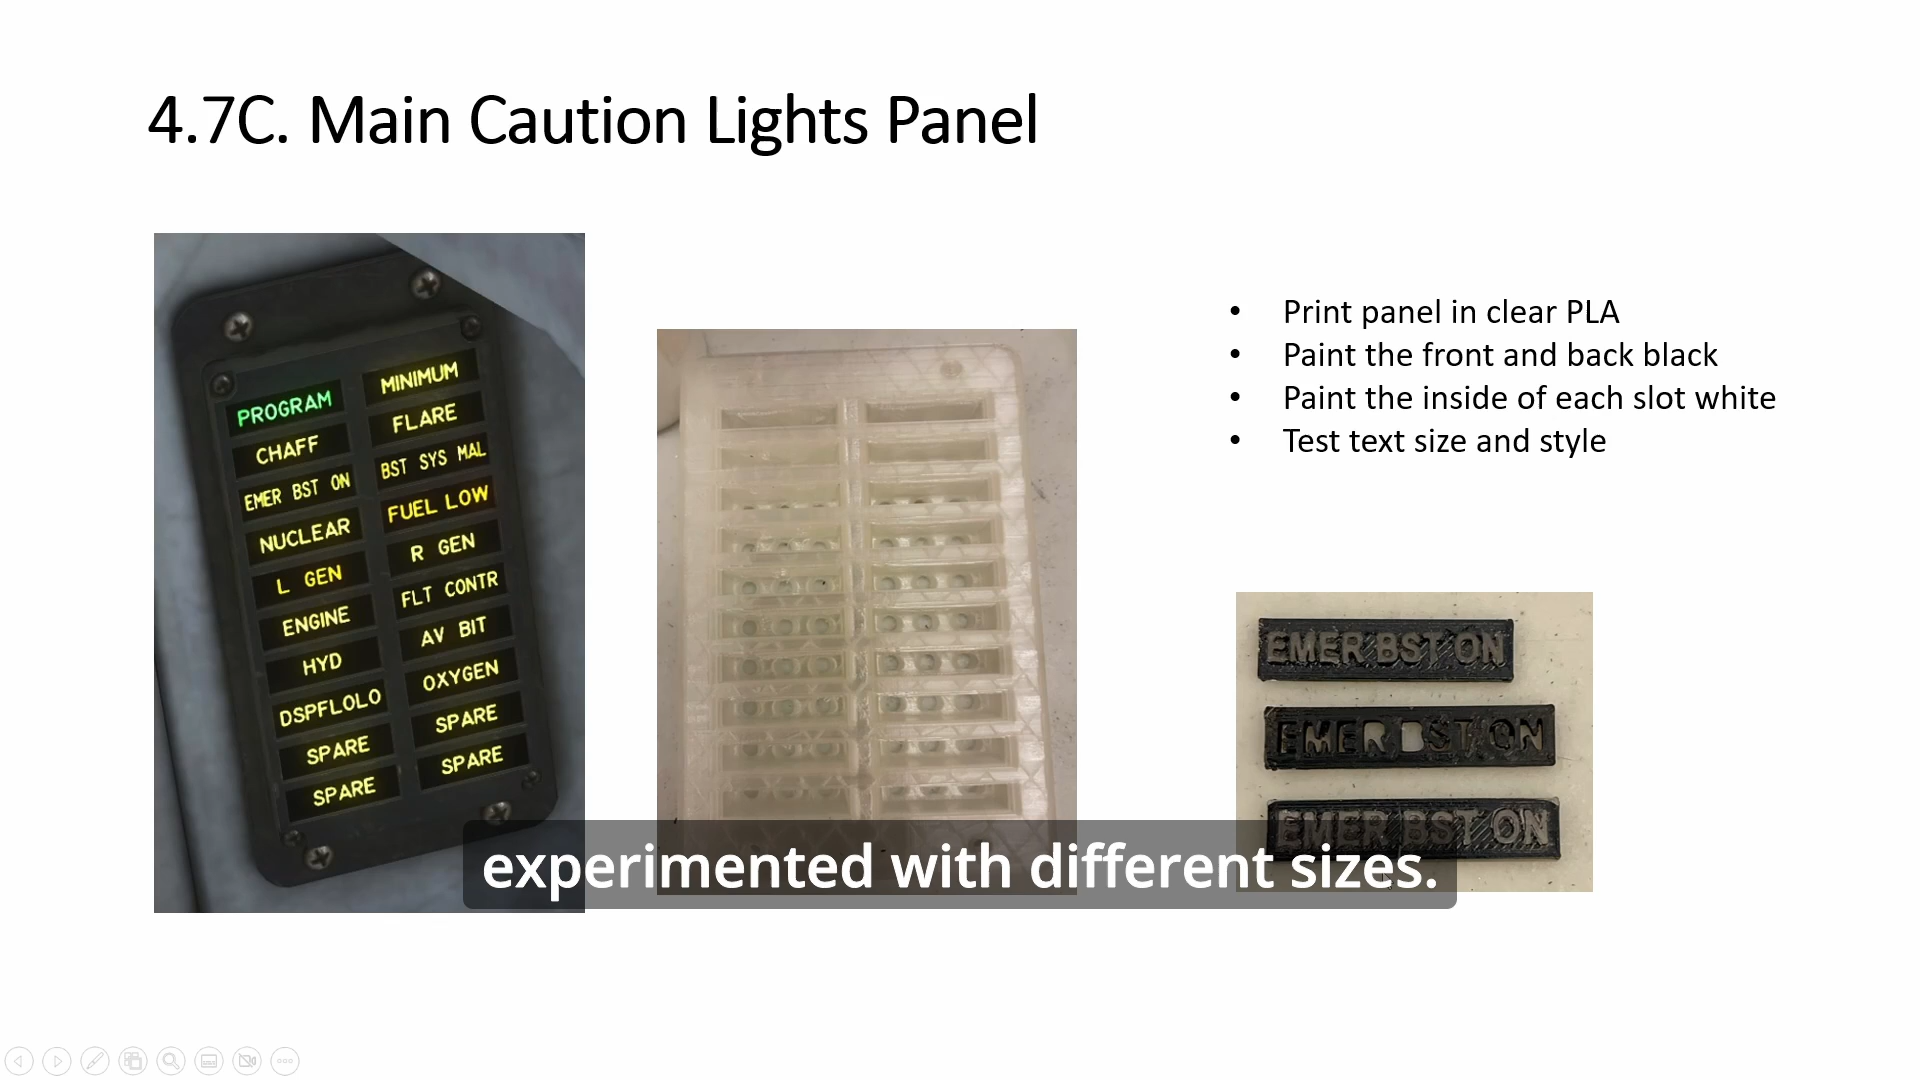 4.7C. Main Caution Lights Panel
PROGRAM
MINIMUM
CHAFF
FLARE
EMER BST ON
BST SYS MAL
NUCLEAR
FUEL LOW
L GEN
R GEN
ENGINE
FLT CONTR
HYD
AV BIT
DSPFLOLO
OXYGEN
SPARE
SPARE
SPARE
SPARE
• Print panel in clear PLA
• Paint the front and back black
• Paint the inside of each slot white
• Test text size and style
EMER BST ON
EMER BST ON
EMER BST ON
experimented with different sizes.